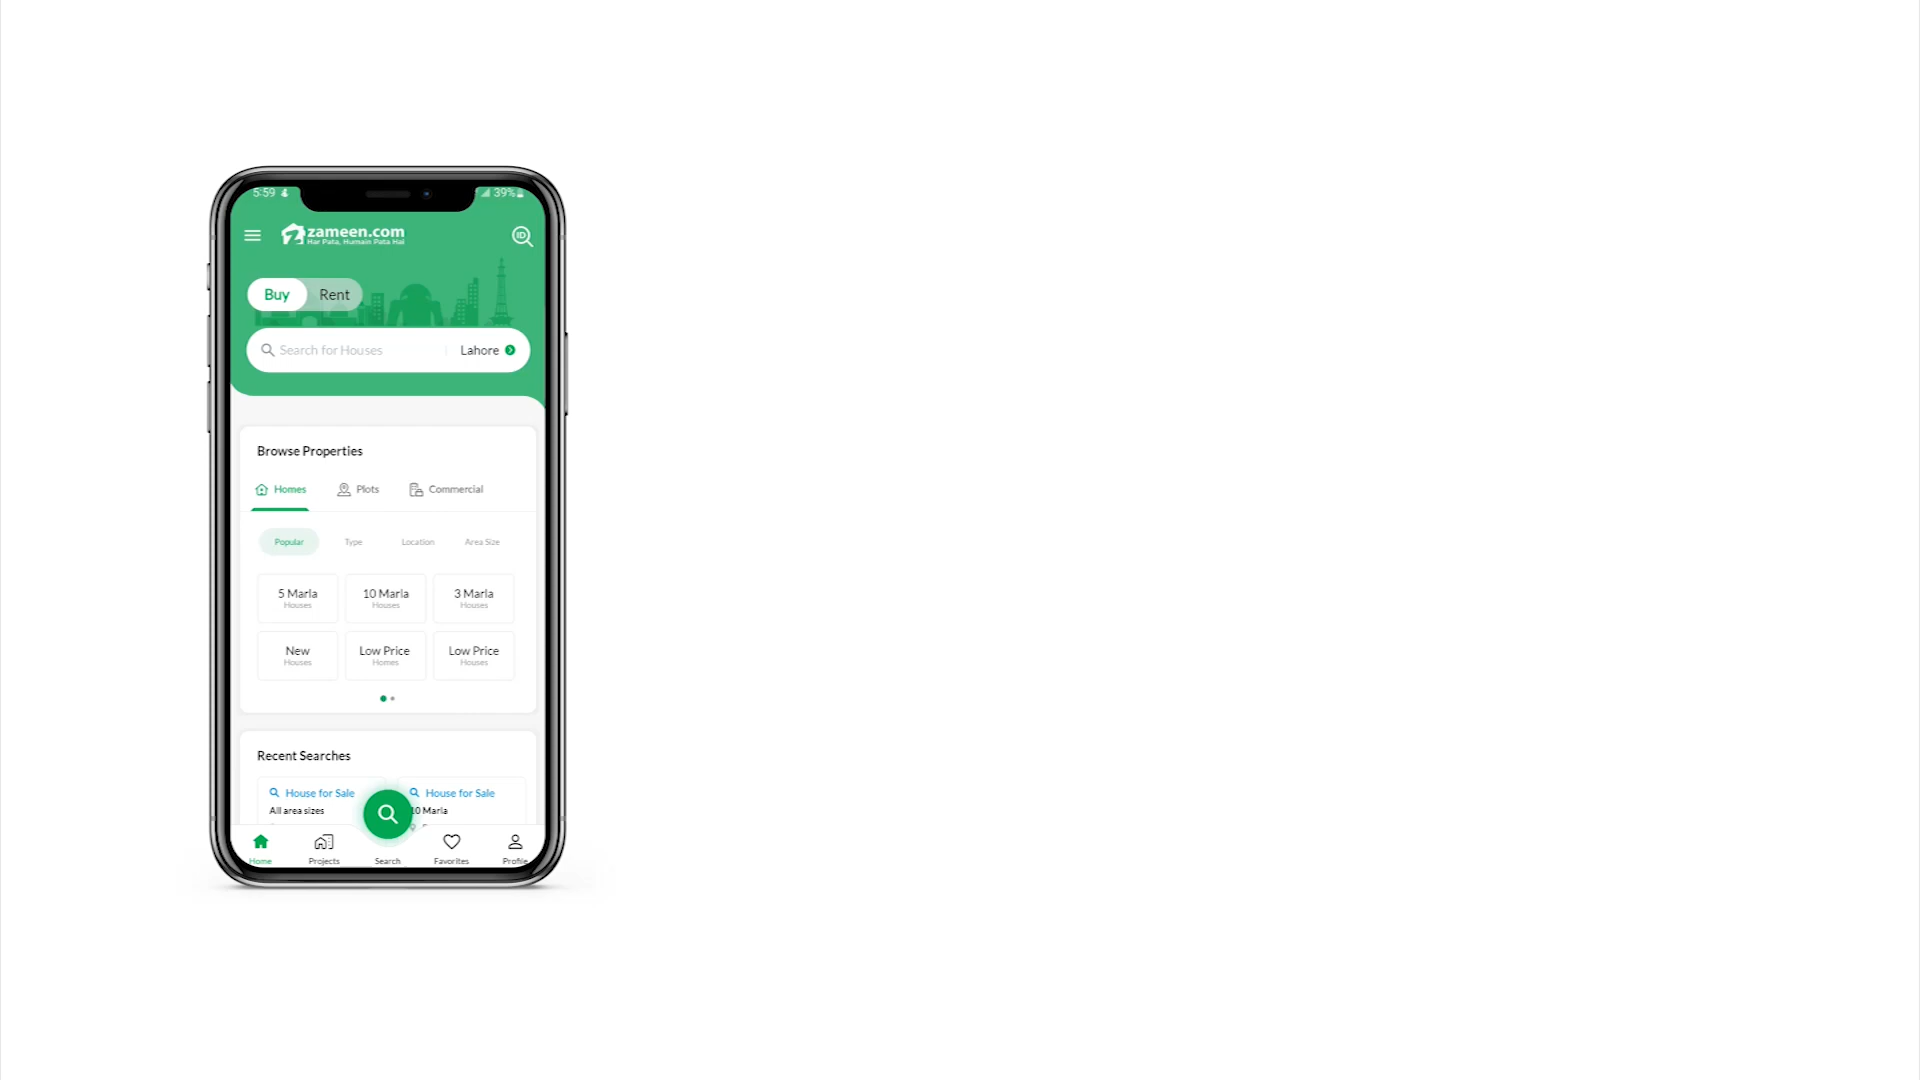 5:59
39%
zameen.com
Har Pata, Humain Pata Hai
ID
Buy Rent
Search for Houses Lahore
Browse Properties
Homes Plots Commercial
Popular Type Location Area Size
5 Marla 10 Marla 3 Marla
Houses Houses Houses
New Low Price Low Price
Houses Homes Houses
Recent Searches
House for Sale House for Sale
All area sizes 10 Marla
Home Projects Search Favorites Profile